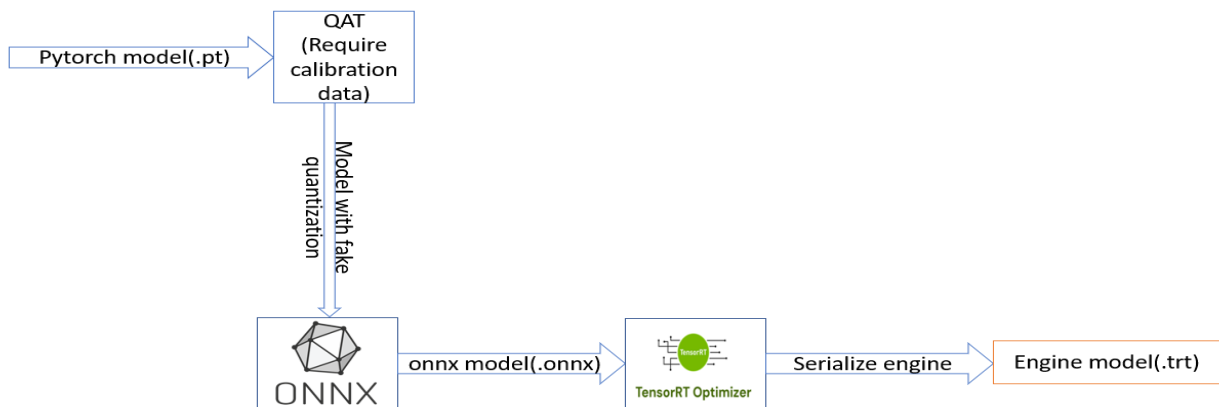 Pytorch model(.pt)
QAT
(Require
calibration
data)
Model with fake
quantization
ONNX
onnx model(.onnx)
TensorRT
TensorRT Optimizer
Serialize engine
Engine model(.trt)